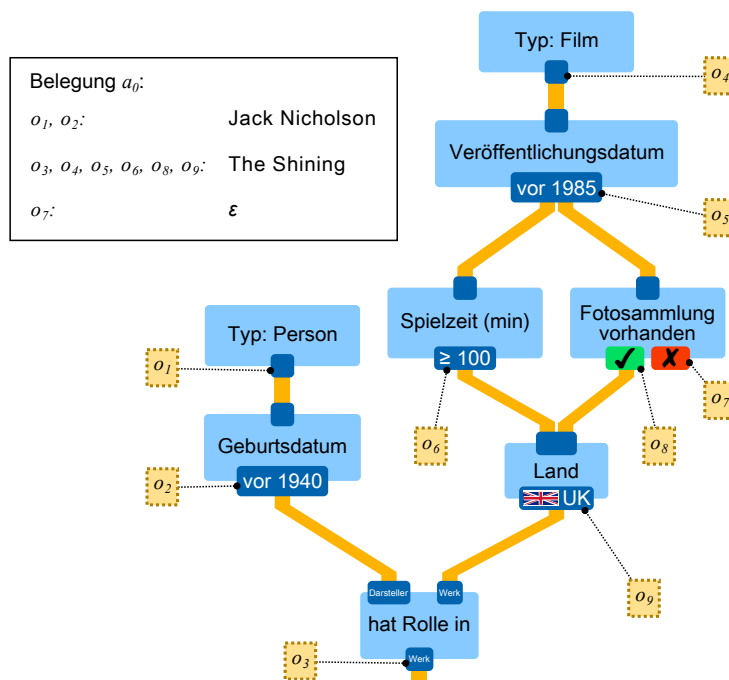 Typ: Film
o4
Belegung a0:
o1, o2: Jack Nicholson
o3, o4, o5, o6, o8, o9: The Shining
o7: ε
Veröffentlichungsdatum
vor 1985
o5
Spielzeit (min)
≥ 100
Fotosammlung
vorhanden
✓ ✗
o7
Typ: Person
o1
o6
o8
Geburtsdatum
vor 1940
o2
Land
UK
o9
Darsteller Werk
hat Rolle in
Werk
o3